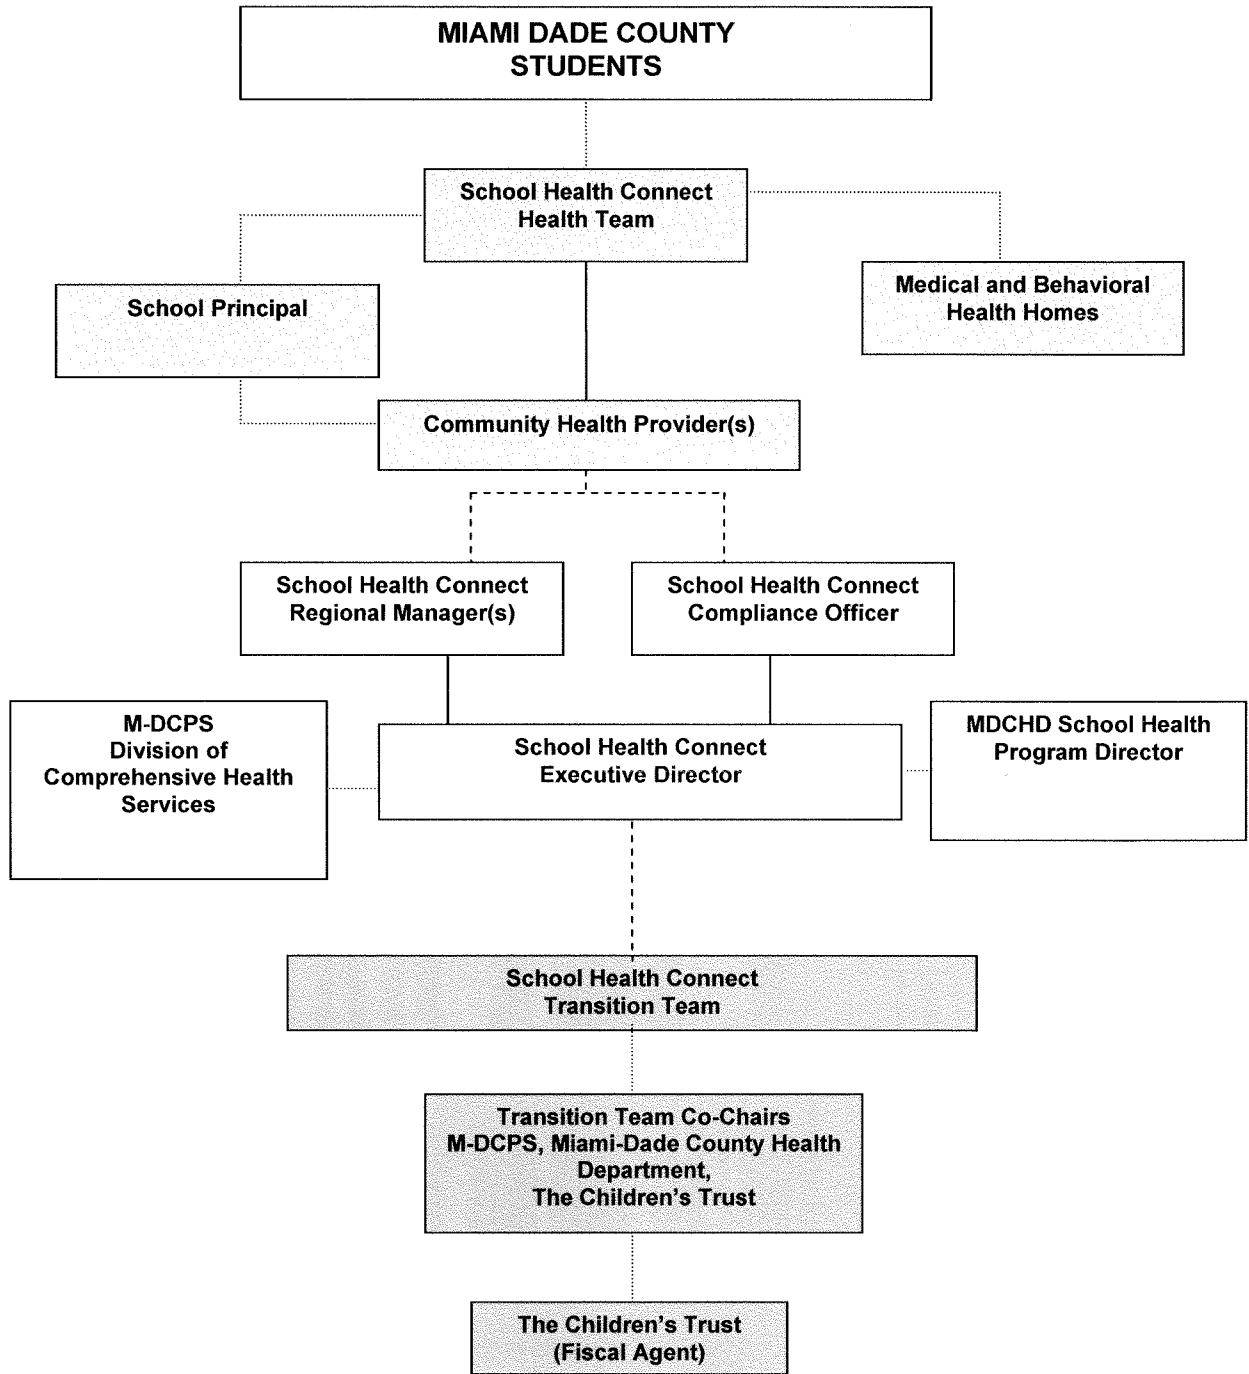 MIAMI DADE COUNTY
STUDENTS
School Health Connect
Health Team
School Principal
Medical and Behavioral
Health Homes
Community Health Provider(s)
School Health Connect
Regional Manager(s)
School Health Connect
Compliance Officer
M-DCPS
Division of
Comprehensive Health
Services
School Health Connect
Executive Director
MDCHD School Health
Program Director
School Health Connect
Transition Team
Transition Team Co-Chairs
M-DCPS, Miami-Dade County Health
Department,
The Children's Trust
The Children's Trust
(Fiscal Agent)